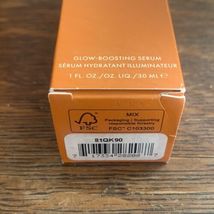 GLOW-BOOSTING SERUM
SÉRUM HYDRATANT ILLUMINATEUR
1 FL. OZ./OZ. LIQ./30 ML ℮
FSC
MIX
Packaging | Supporting
responsible forestry
FSC™ C103300
81QK90